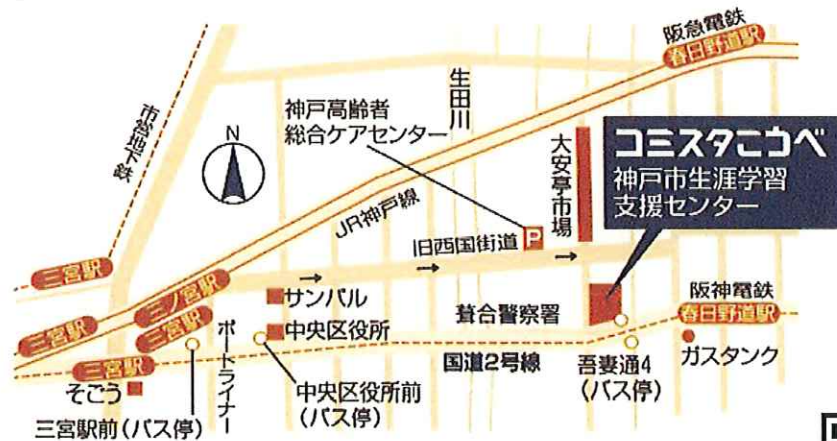 阪急電鉄
春日野道駅
生田川
神戸高齢者
総合ケアセンター
市営地下鉄
N
大安亭市場
コミスタこうべ
神戸市生涯学習
支援センター
JR神戸線
P
旧西国街道
三宮駅
三ノ宮駅
サンパル
三宮駅
三宮駅
ポートライナー
中央区役所
葺合警察署
阪神電鉄
春日野道駅
三宮駅
国道2号線
吾妻通4
(バス停)
ガスタンク
そごう
中央区役所前
(バス停)
三宮駅前(バス停)